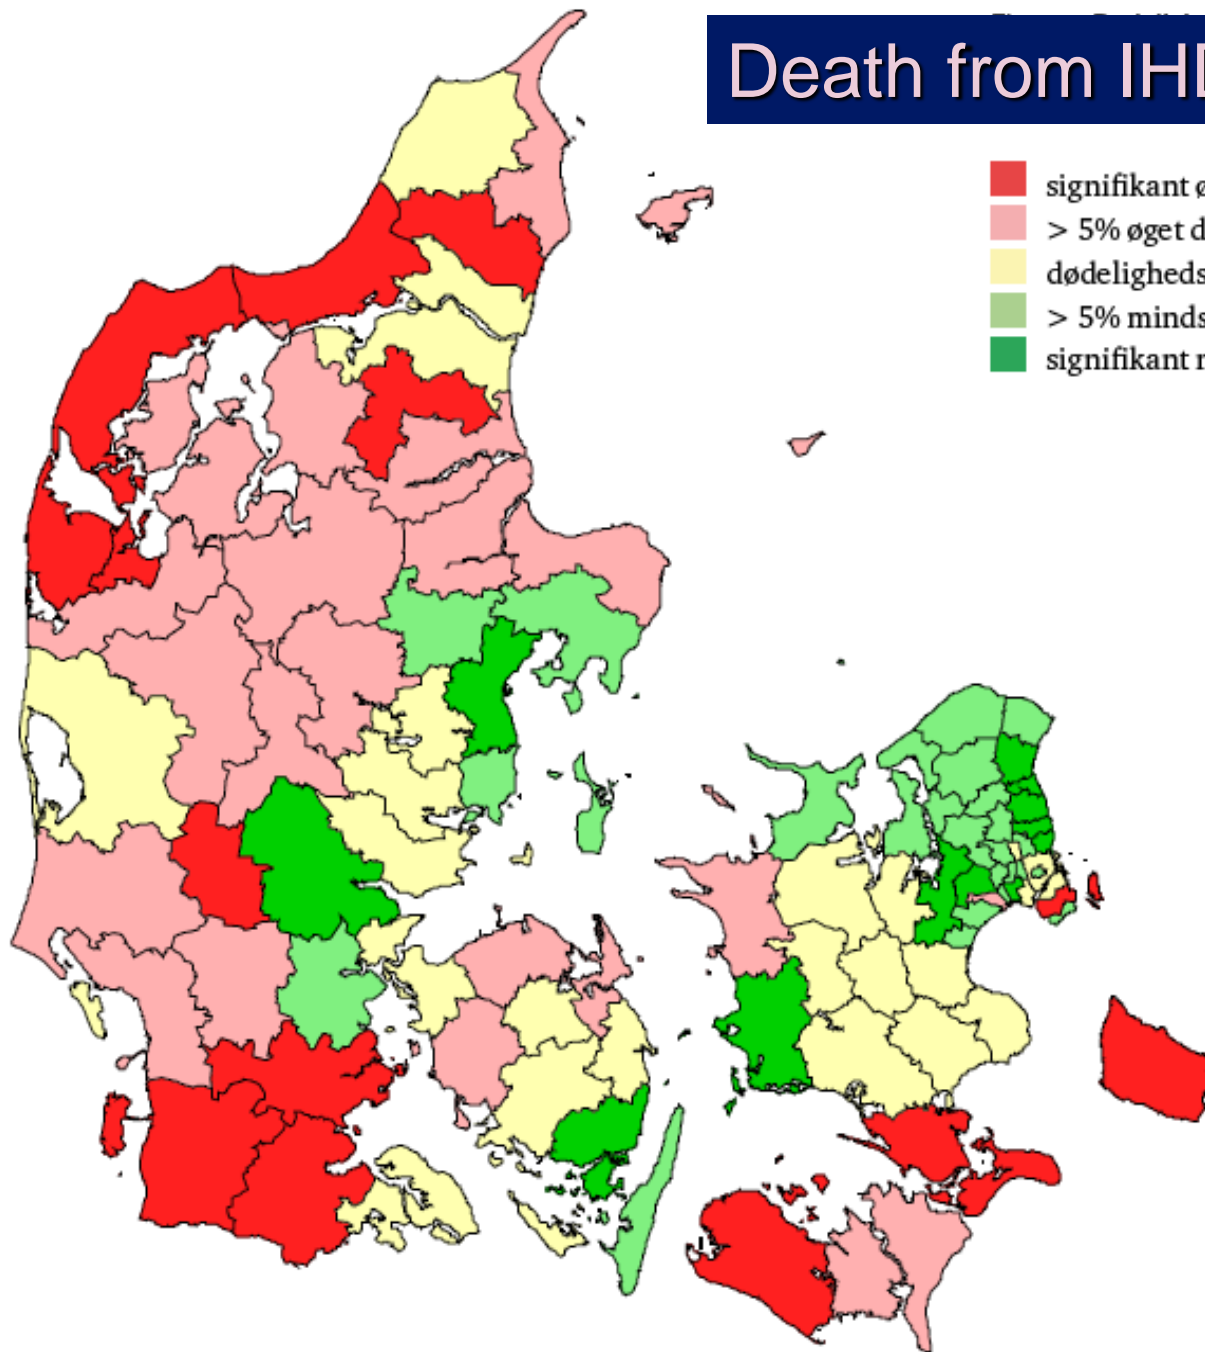 Death from IH
signifikant ø
> 5% øget d
dødeligheds
> 5% minds
signifikant